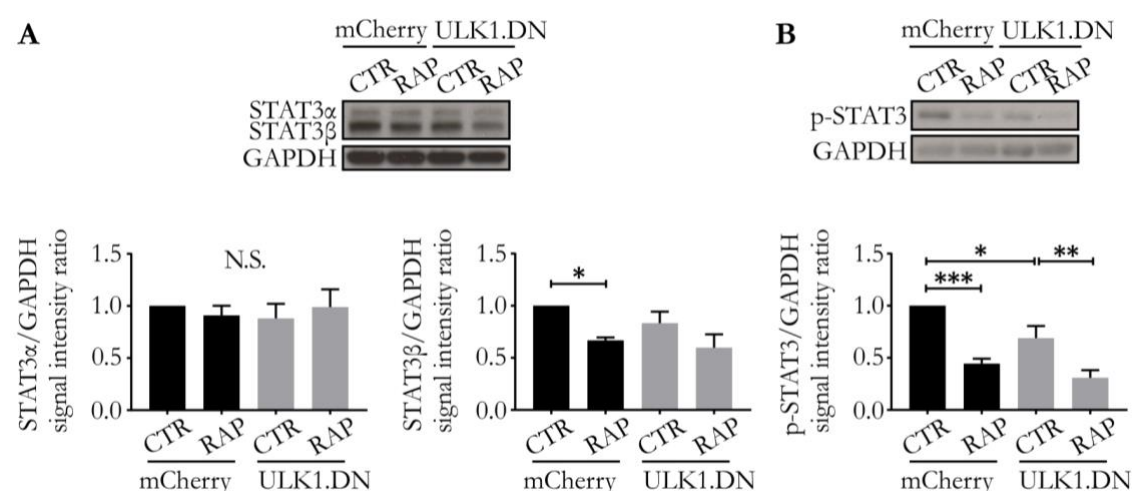 A
mCherry ULK1.DN
CTR RAP CTR RAP
STAT3α
STAT3β
GAPDH
B
mCherry ULK1.DN
CTR RAP CTR RAP
p-STAT3
GAPDH
STAT3α/GAPDH
signal intensity ratio
1.5
1.0
0.5
0.0
N.S.
CTR RAP CTR RAP
mCherry ULK1.DN
STAT3β/GAPDH
signal intensity ratio
1.5
1.0
0.5
0.0
*
CTR RAP CTR RAP
mCherry ULK1.DN
p-STAT3/GAPDH
signal intensity ratio
1.5
1.0
0.5
0.0
* **
***
CTR RAP CTR RAP
mCherry ULK1.DN